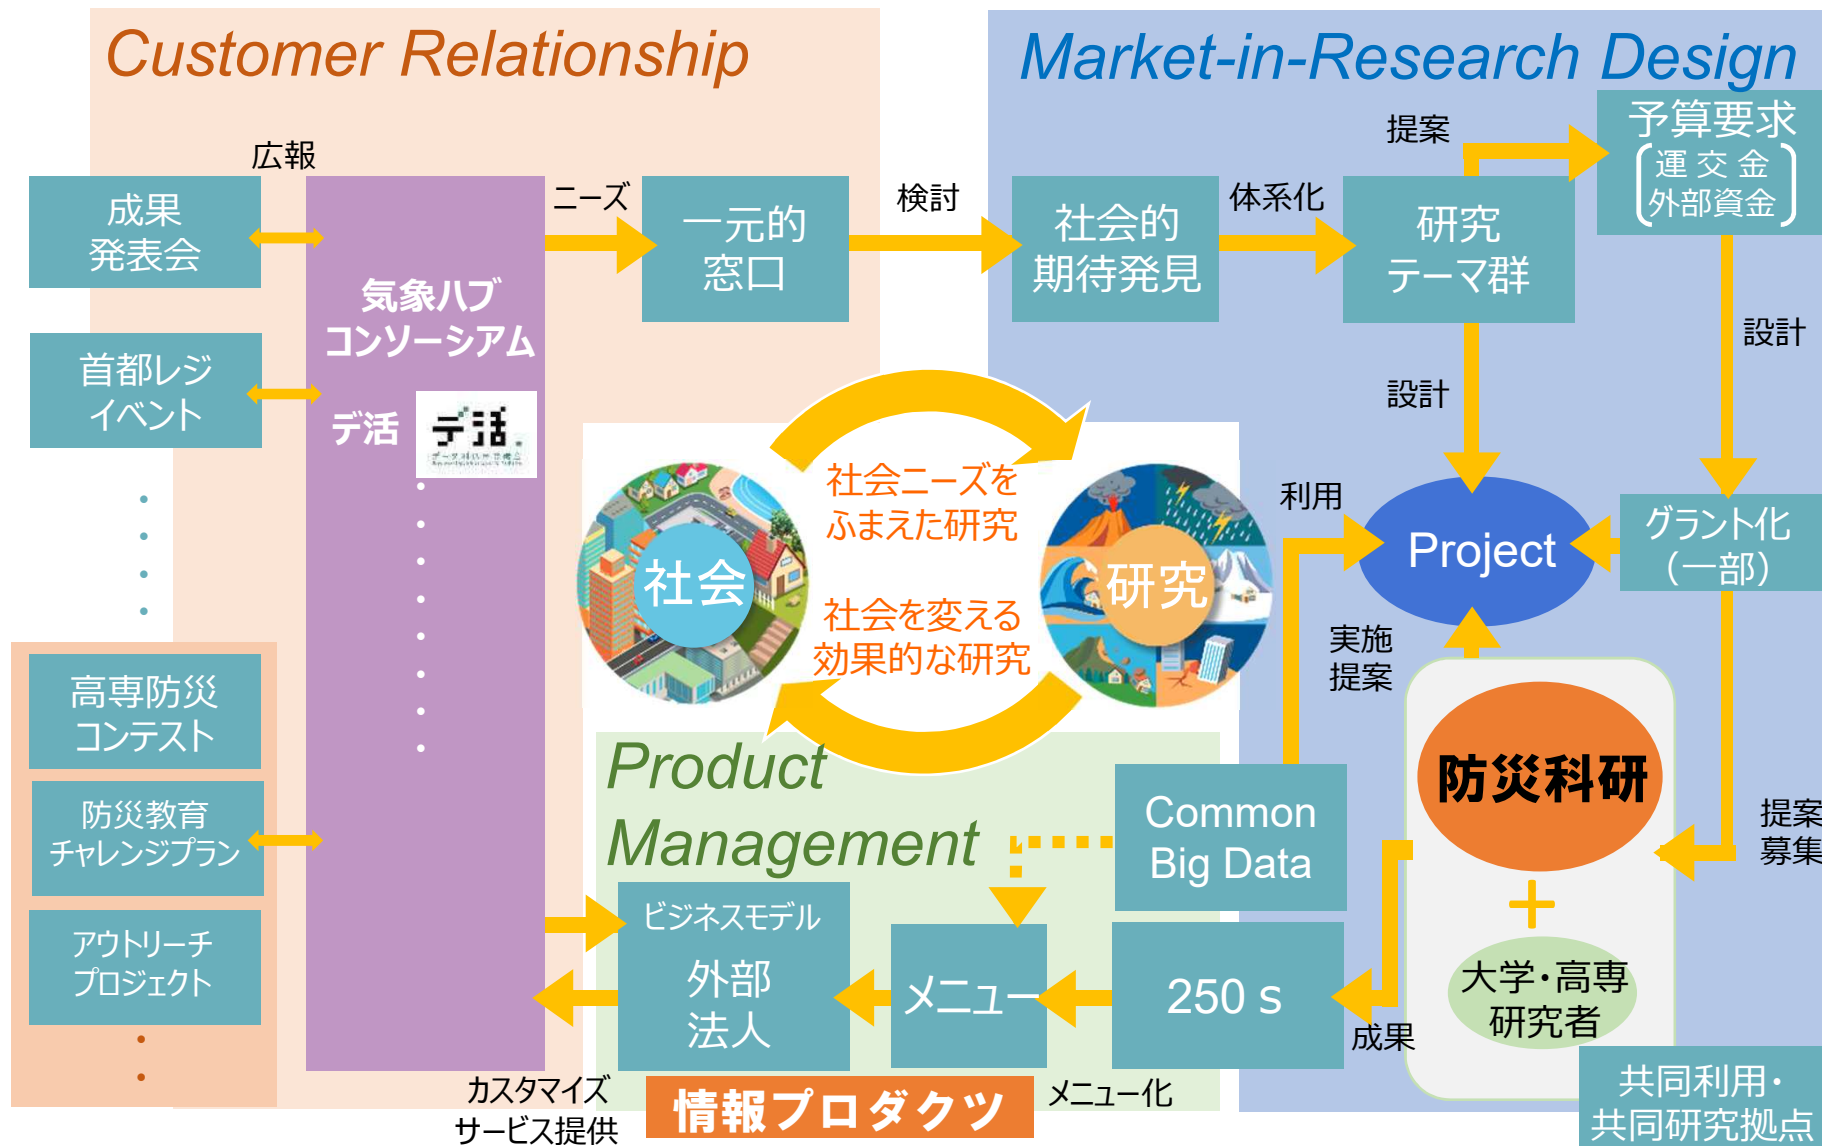 Customer Relationship
Market-in-Research Design
広報
成果
発表会
首都レジ
イベント
気象ハブ
コンソーシアム
デ活
デ活
ニーズ
一元的
窓口
検討
社会的
期待発見
体系化
研究
テーマ群
提案
予算要求
運 交 金
外部資金
設計
設計
利用
Project
グラント化
（一部）
実施
提案
社会ニーズを
ふまえた研究
社会
研究
社会を変える
効果的な研究
高専防災
コンテスト
防災教育
チャレンジプラン
アウトリーチ
プロジェクト
Product
Management
Common
Big Data
ビジネスモデル
外部
法人
メニュー
250 s
成果
メニュー化
カスタマイズ
サービス提供
情報プロダクツ
防災科研
+
大学・高専
研究者
提案
募集
共同利用・
共同研究拠点